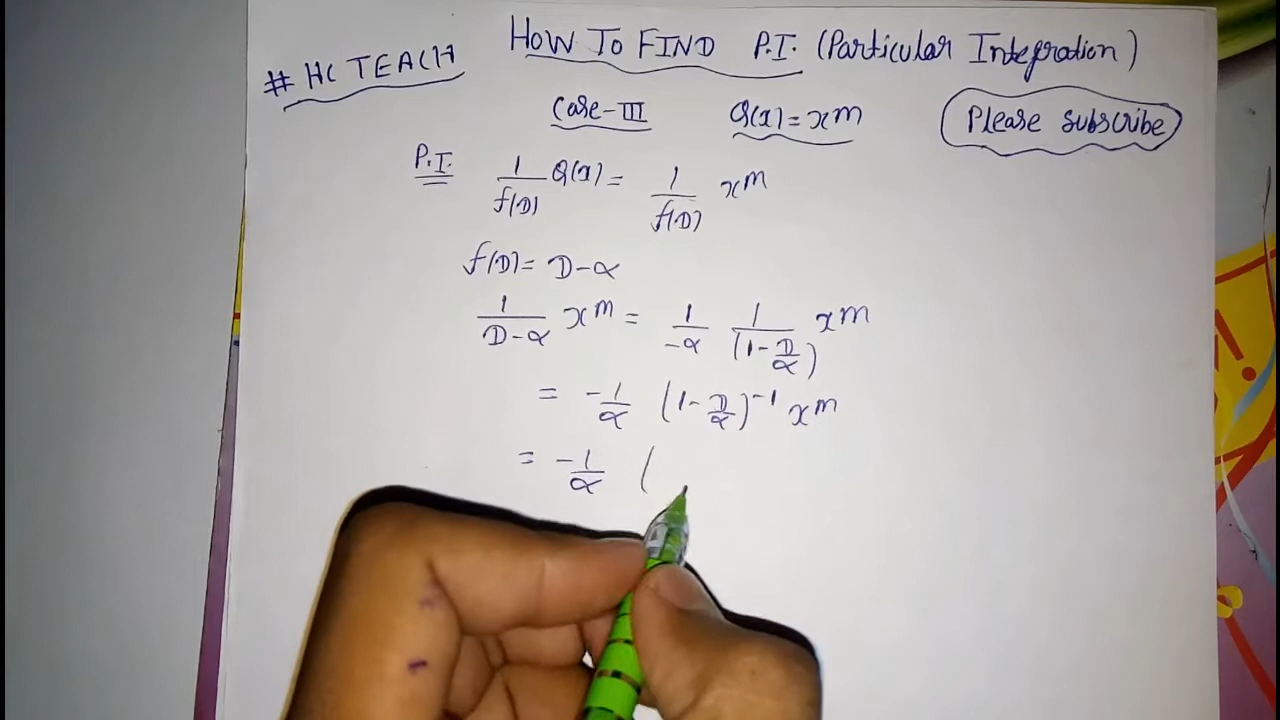 HOW TO FIND P.I. (Particular Integration)
# HC TEACH
Case-III Q(x)=x^m
Please subscribe
P.I. 1/f(D) Q(x) = 1/f(D) x^m
f(D) = D-α
1/(D-α) x^m = 1/-α 1/(1-D/α) x^m
= -1/α (1-D/α)^-1 x^m
= -1/α (